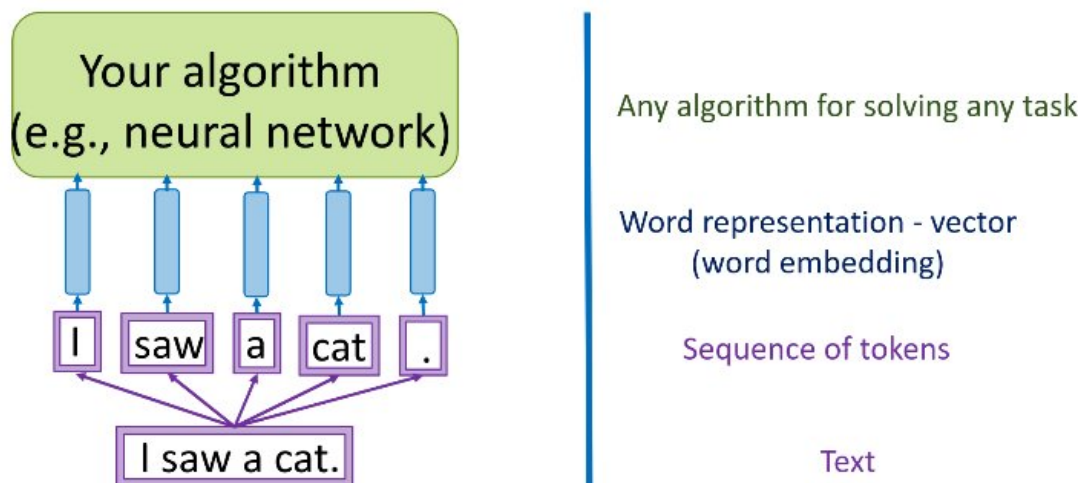 Your algorithm
(e.g., neural network)
I
saw
a
cat
.
I saw a cat.
Any algorithm for solving any task
Word representation - vector
(word embedding)
Sequence of tokens
Text